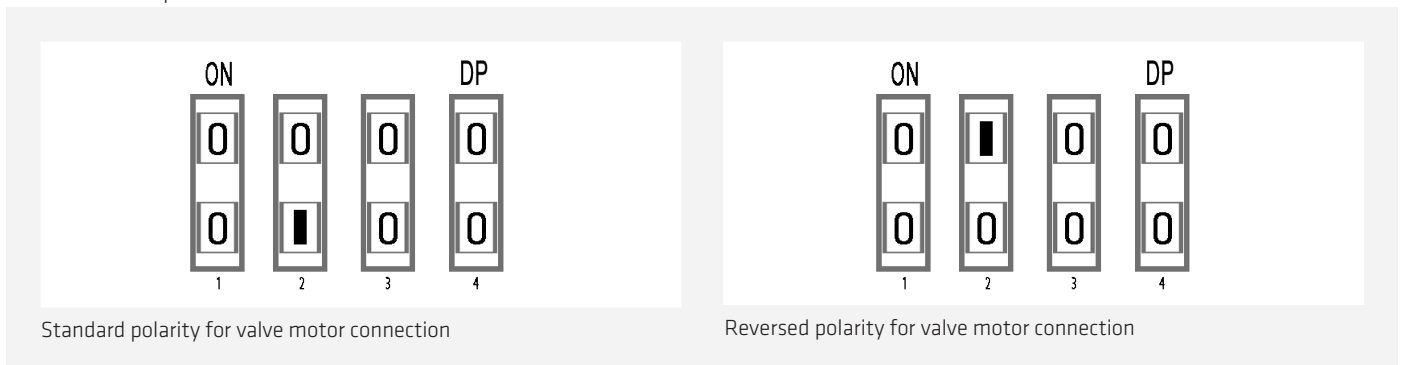 ON DP ON DP
0 0 0 0 0 0 0
0 0 0 0 0 0 0
1 2 3 4 1 2 3 4
Standard polarity for valve motor connection
Reversed polarity for valve motor connection